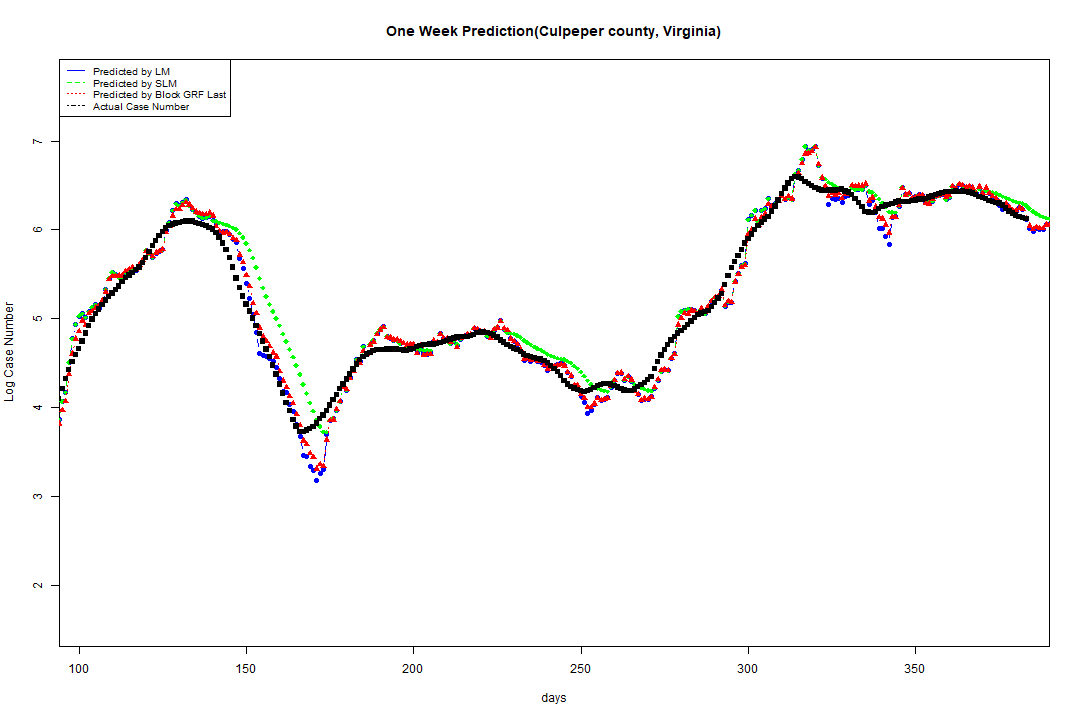 One Week Prediction(Culpeper county, Virginia)
Predicted by LM
Predicted by SLM
Predicted by Block GRF Last
Actual Case Number
7
6
5
4
3
2
Log Case Number
100 150 200 250 300 350
days